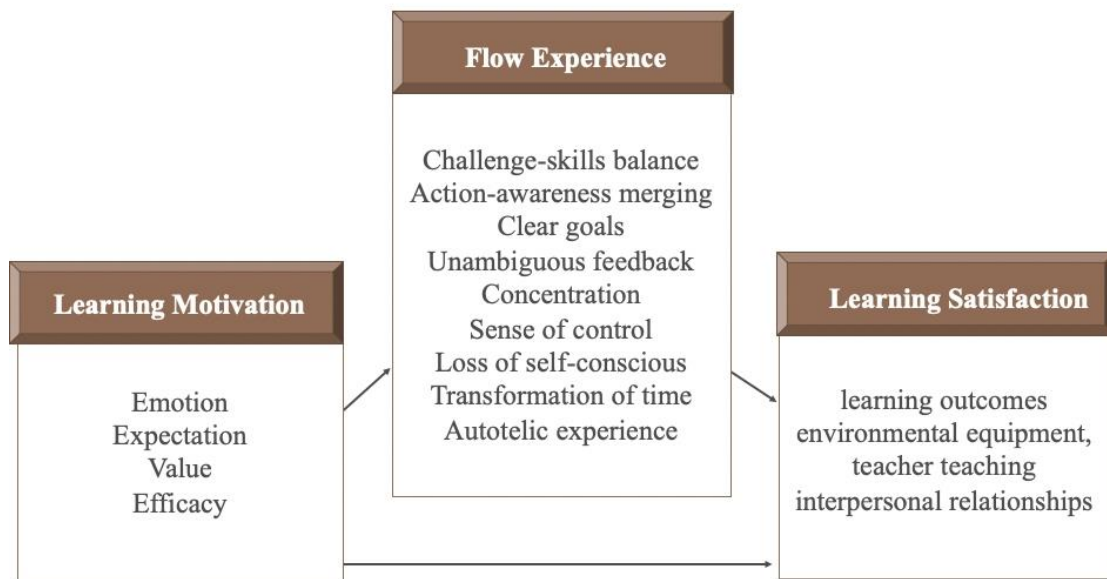 Flow Experience
Challenge-skills balance
Action-awareness merging
Clear goals
Unambiguous feedback
Concentration
Sense of control
Loss of self-conscious
Transformation of time
Autotelic experience
Learning Motivation
Emotion
Expectation
Value
Efficacy
Learning Satisfaction
learning outcomes
environmental equipment,
teacher teaching
interpersonal relationships